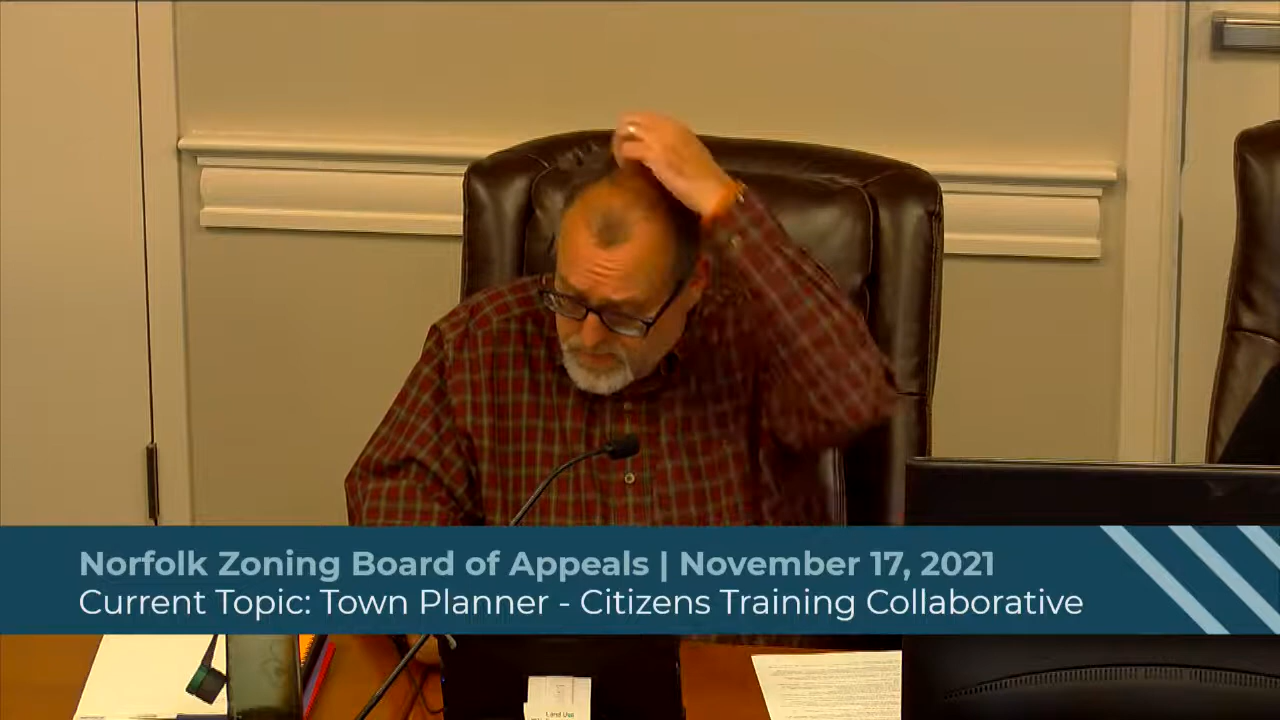 Norfolk Zoning Board of Appeals | November 17, 2021
Current Topic: Town Planner - Citizens Training Collaborative
Land Use